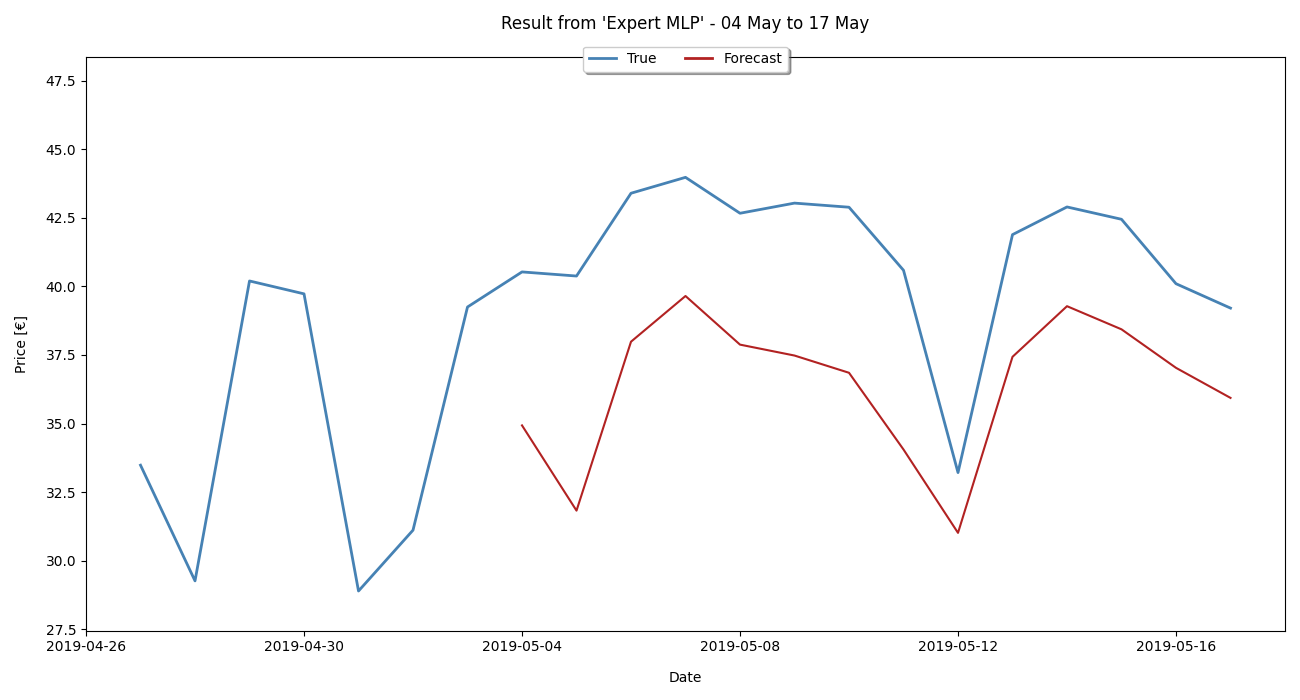 Result from 'Expert MLP' - 04 May to 17 May
True Forecast
47.5
45.0
42.5
40.0
37.5
35.0
32.5
30.0
27.5
Price [€]
2019-04-26 2019-04-30 2019-05-04 2019-05-08 2019-05-12 2019-05-16
Date